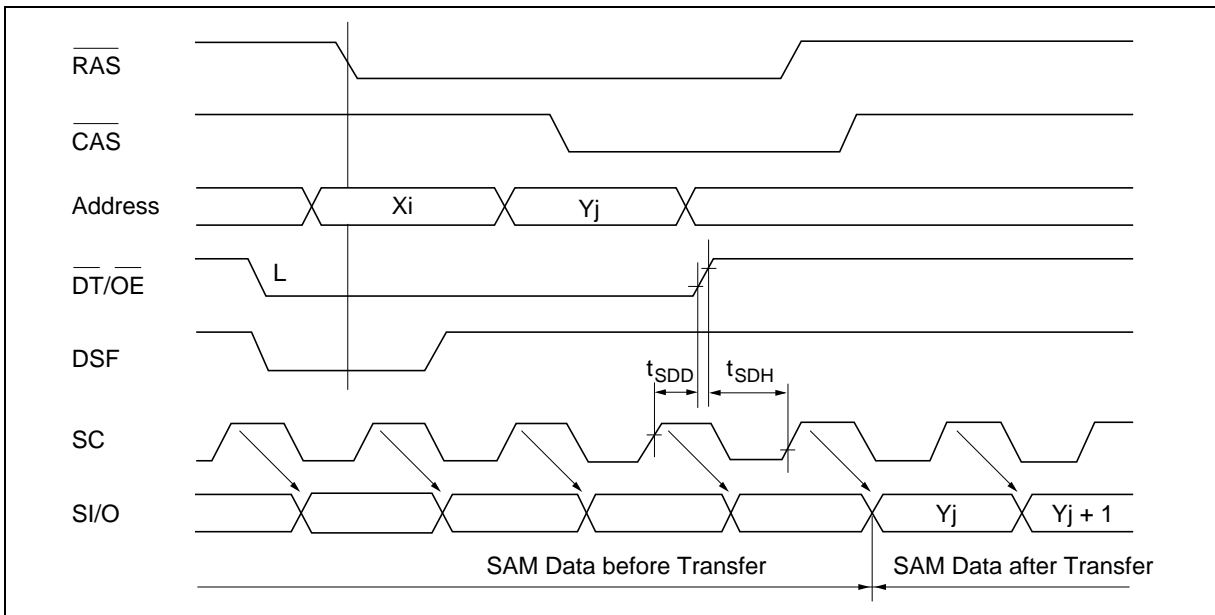 RAS
CAS
Address
Xi
Yj
DT/OE
L
DSF
tSDD
tSDH
SC
SI/O
Yj
Yj + 1
SAM Data before Transfer
SAM Data after Transfer